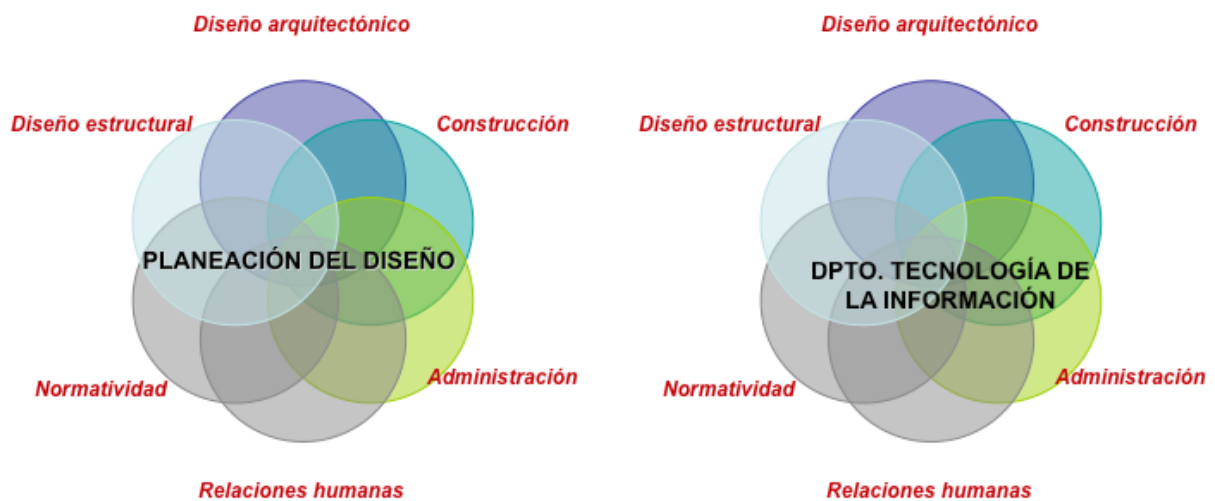 Diseño arquitectónico
Diseño estructural
Construcción
PLANEACIÓN DEL DISEÑO
Normatividad
Administración
Relaciones humanas
Diseño arquitectónico
Diseño estructural
Construcción
DPTO. TECNOLOGÍA DE
LA INFORMACIÓN
Normatividad
Administración
Relaciones humanas